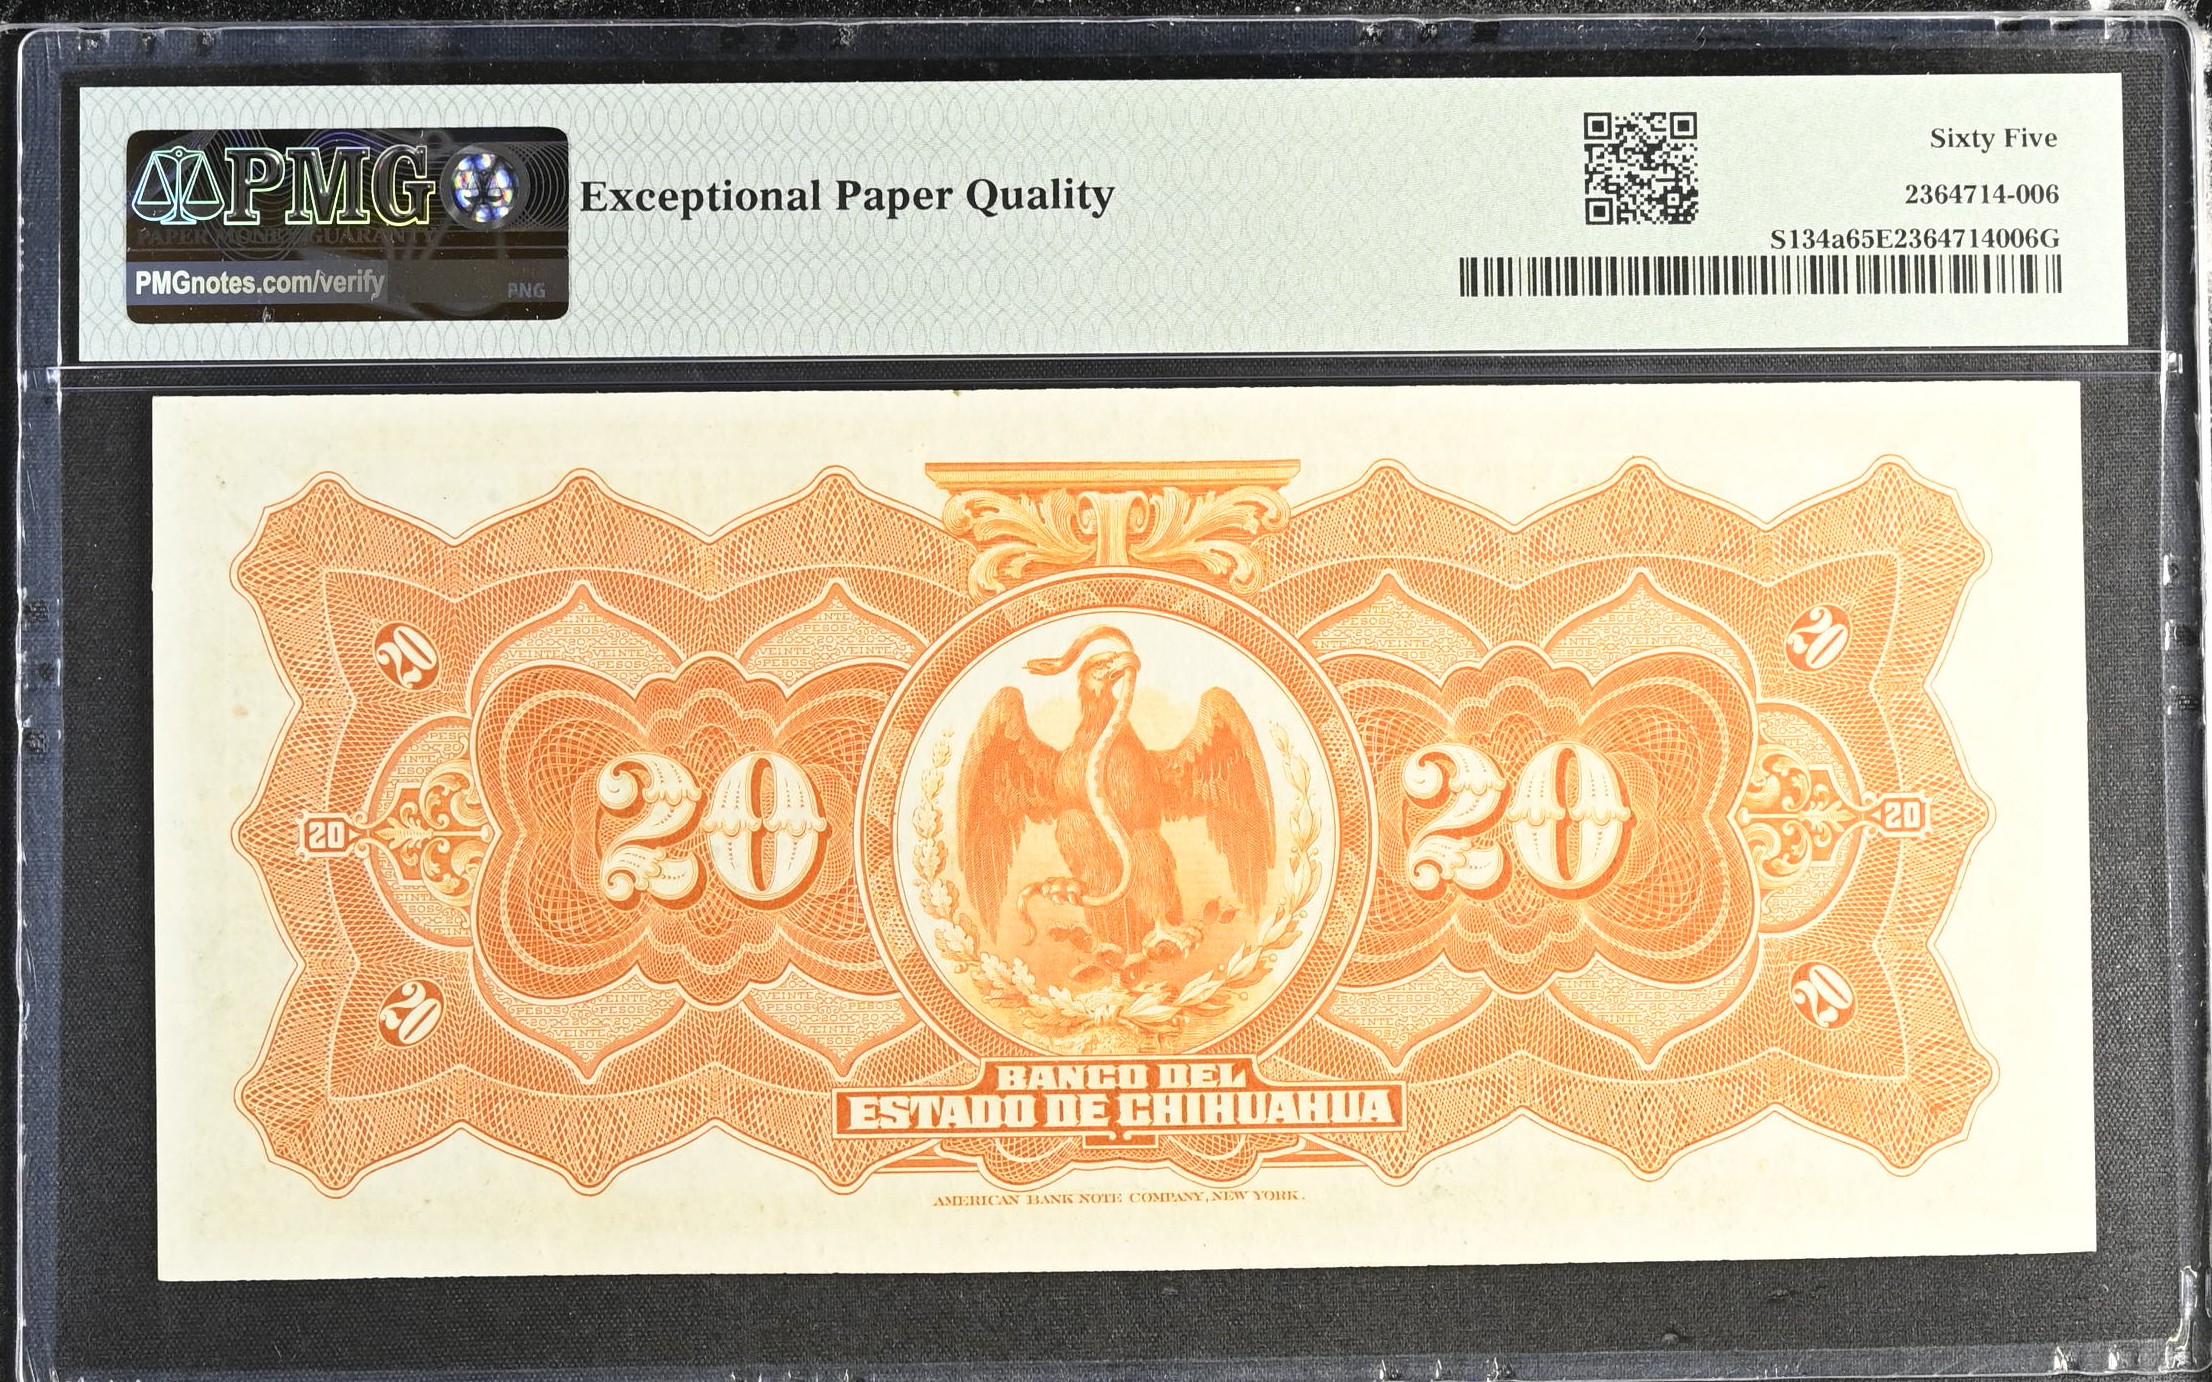 PMG
PAPER MONEY GUARANTY
PMGnotes.com/verify
PNG
Exceptional Paper Quality
Sixty Five
2364714-006
S134a65E2364714006G
20
20
20
20
20
20
20
20
BANCO DEL
ESTADO DE CHIHUAHUA
AMERICAN BANK NOTE COMPANY, NEW YORK.